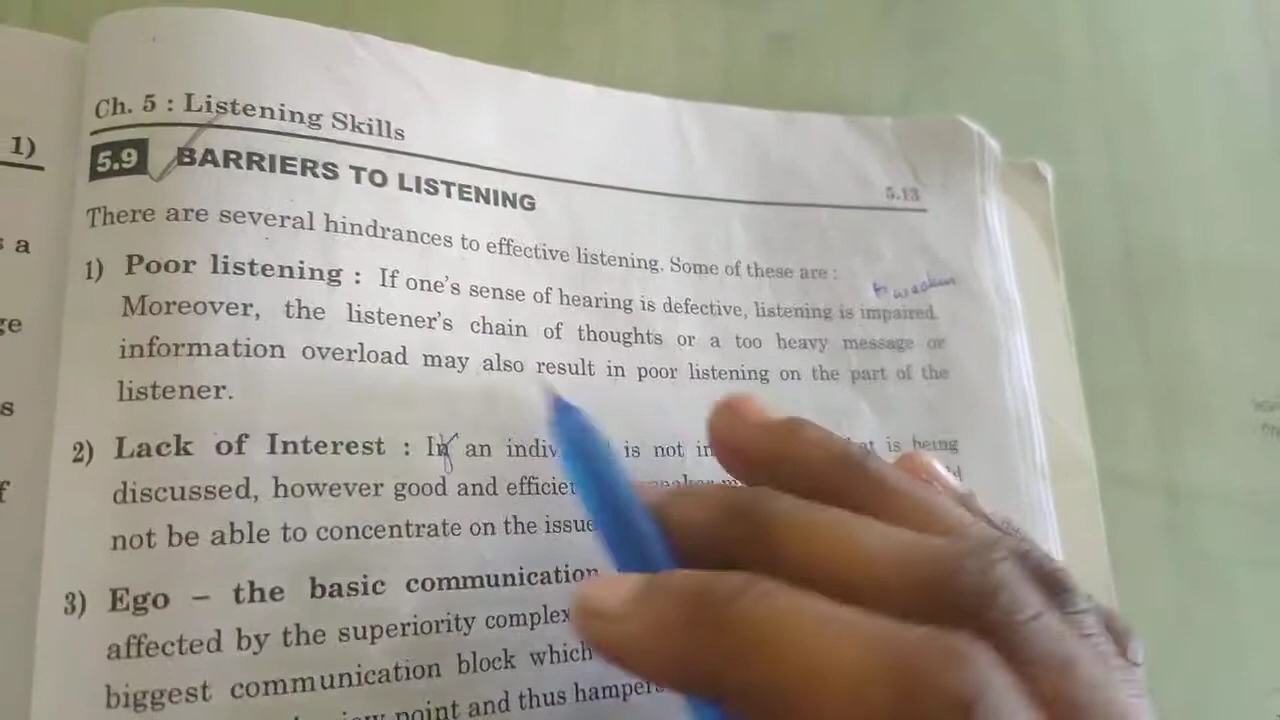 1)
s a
ge
s
f
Ch. 5 : Listening Skills
5.13
5.9 BARRIERS TO LISTENING
There are several hindrances to effective listening. Some of these are :
1) Poor listening : If one's sense of hearing is defective, listening is impaired.
Moreover, the listener's chain of thoughts or a too heavy message or
information overload may also result in poor listening on the part of the
listener.
2) Lack of Interest : If an is not is being
discussed, however good and
not be able to concentrate on the
3) Ego – the basic communication
affected by the superiority complex
biggest communication block which
point and thus